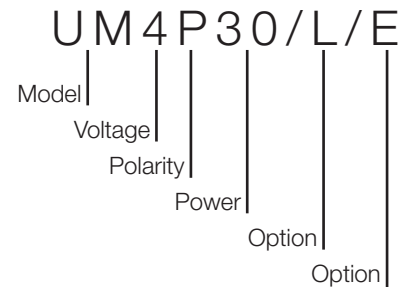 UM4P30/L/E
Model
Voltage
Polarity
Power
Option
Option